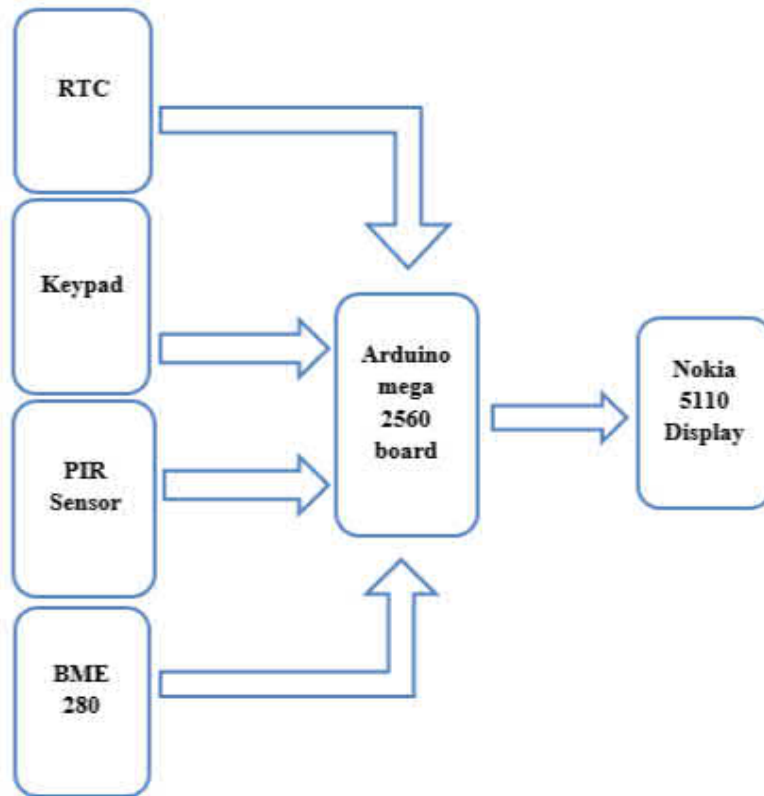 RTC
Keypad
PIR
Sensor
BME
280
Arduino
mega
2560
board
Nokia
5110
Display